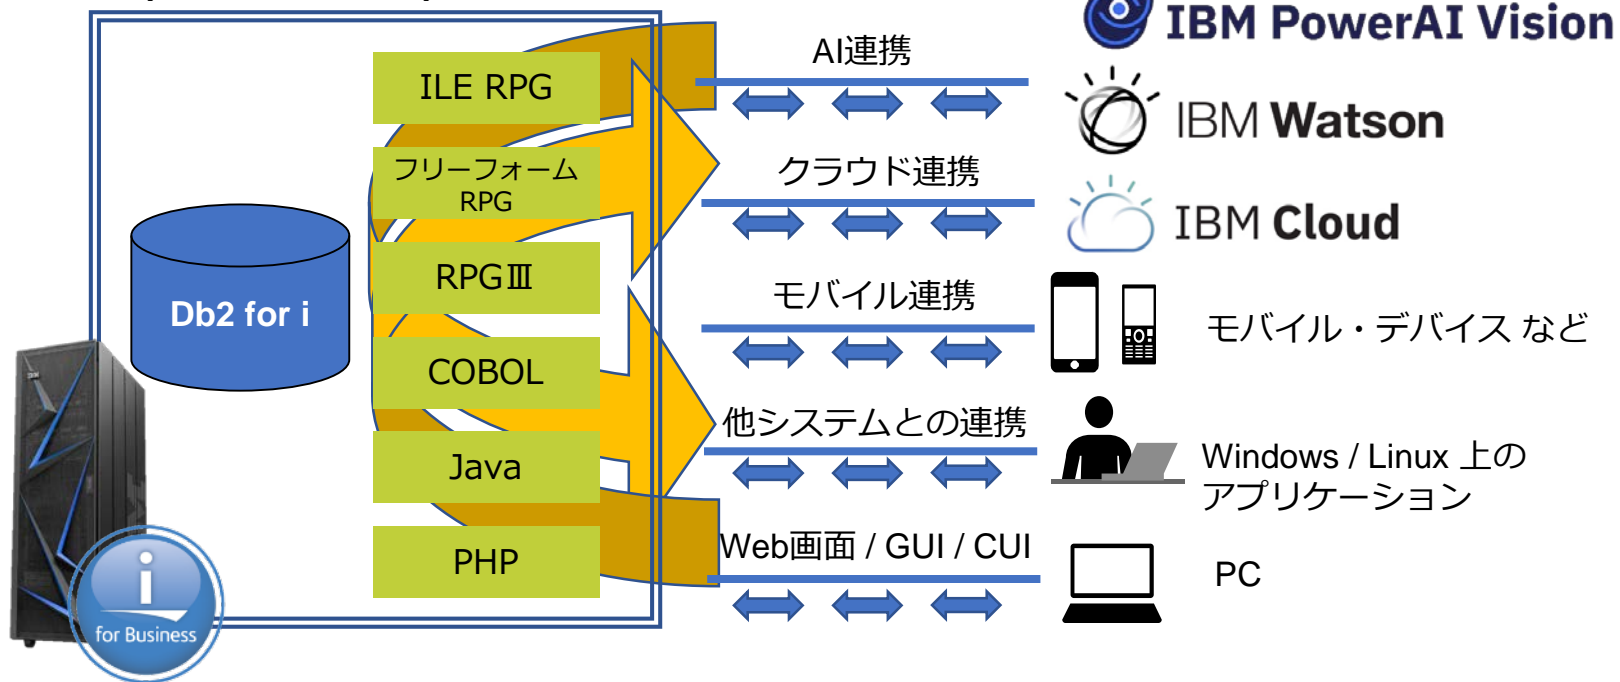 IBM PowerAI Vision
AI連携
ILE RPG
IBM Watson
フリーフォーム
RPG
クラウド連携
IBM Cloud
RPGⅢ
モバイル連携
Db2 for i
モバイル・デバイス など
COBOL
他システムとの連携
Java
Windows / Linux 上の
アプリケーション
PHP
Web画面 / GUI / CUI
PC
i
for Business